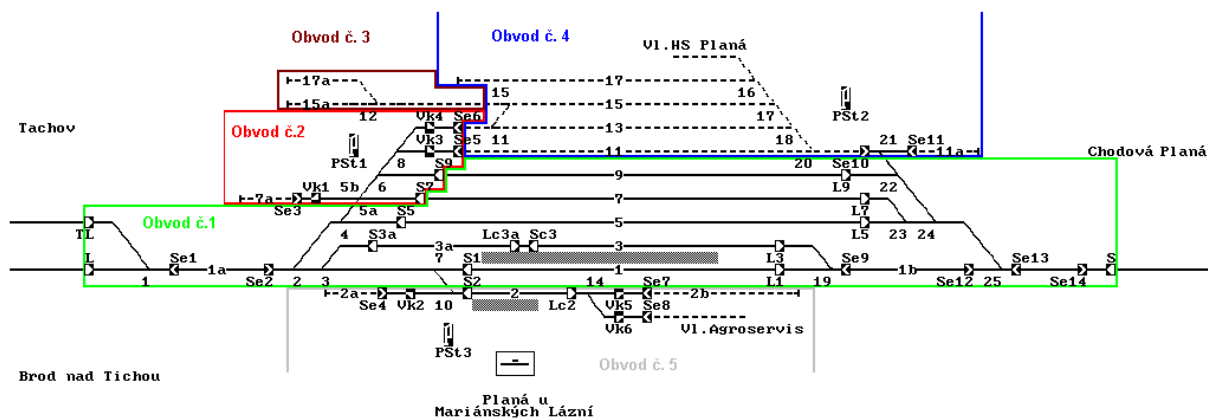 Obvod č. 3
Obvod č. 4
Vl.HS Planá
17a
17
15
16
15a
15
12
17
PSt2
Tachov
Obvod č.2
Vk4 Se6
13
11
PSt1
Vk3 Se5
11
18
21 Se11
11a
8
20
Chodová Planá
S9
9
Se10
6
L9
22
7a
Vk1
5b
S7
7
Se3
5a
L7
Obvod č.1
S5
5
TL
4
L5
23
24
S3a
3a
Lc3a
Sc3
3
L
Se1
7
S1
L3
Se9
Se13
S
1a
1
1b
1
Se2
2
3
S2
14
Se7
L1
19
Se12
25
Se14
2a
2
2b
Se4
Vk2
10
Lc2
Vk5
Se8
Vk6
Vl.Agroservis
PSt3
Obvod č. 5
Brod nad Tichou
Planá u
Mariánských Lázní